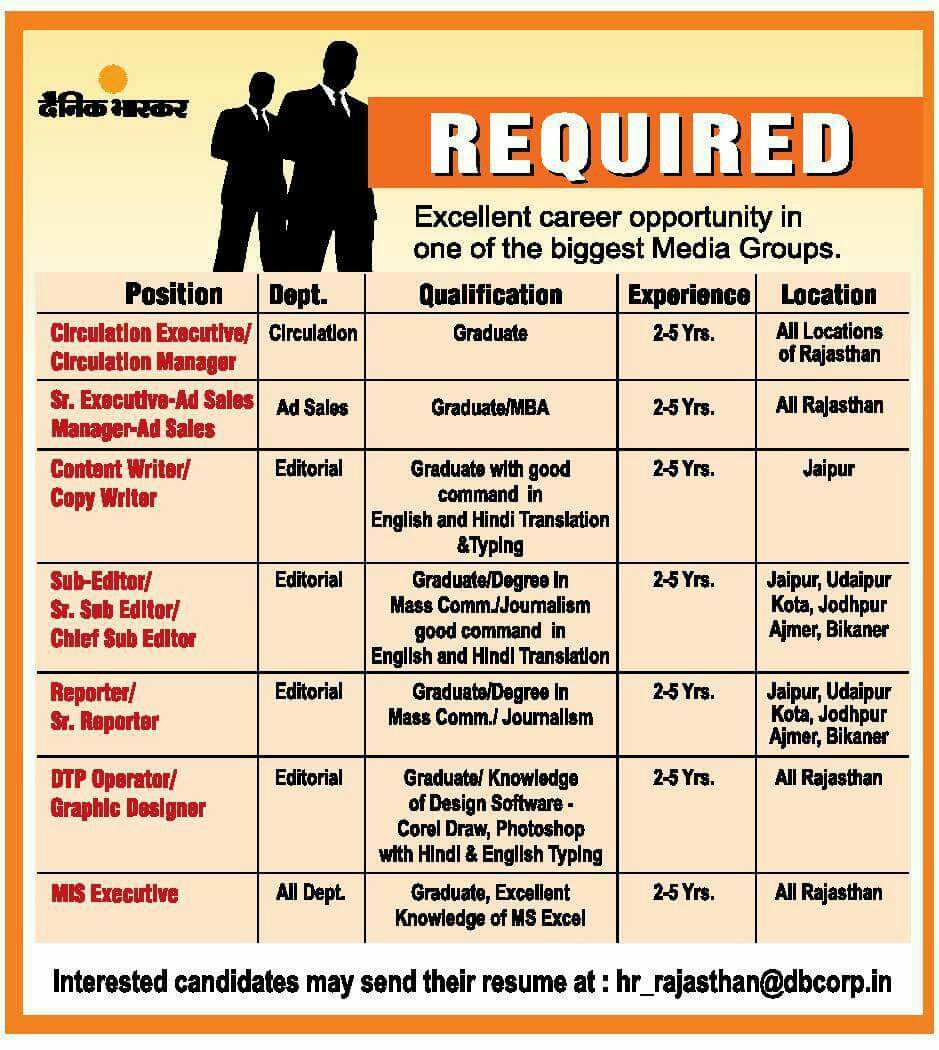 दैनिक भास्कर
REQUIRED
Excellent career opportunity in
one of the biggest Media Groups.
Position Dept. Qualification Experience Location
Circulation Executive/ Circulation Graduate 2-5 Yrs. All Locations
Circulation Manager of Rajasthan
Sr. Executive-Ad Sales Ad Sales Graduate/MBA 2-5 Yrs. All Rajasthan
Manager-Ad Sales
Content Writer/ Editorial Graduate with good 2-5 Yrs. Jaipur
Copy Writer command in
English and Hindi Translation
&Typing
Sub-Editor/ Editorial Graduate/Degree in 2-5 Yrs. Jaipur, Udaipur
Sr. Sub Editor/ Mass Comm./Journalism Kota, Jodhpur
Chief Sub Editor good command in Ajmer, Bikaner
English and Hindi Translation
Reporter/ Editorial Graduate/Degree in 2-5 Yrs. Jaipur, Udaipur
Sr. Reporter Mass Comm./ Journalism Kota, Jodhpur
Ajmer, Bikaner
DTP Operator/ Editorial Graduate/ Knowledge 2-5 Yrs. All Rajasthan
Graphic Designer of Design Software -
Corel Draw, Photoshop
with Hindi & English Typing
MIS Executive All Dept. Graduate, Excellent 2-5 Yrs. All Rajasthan
Knowledge of MS Excel
Interested candidates may send their resume at : hr_rajasthan@dbcorp.in